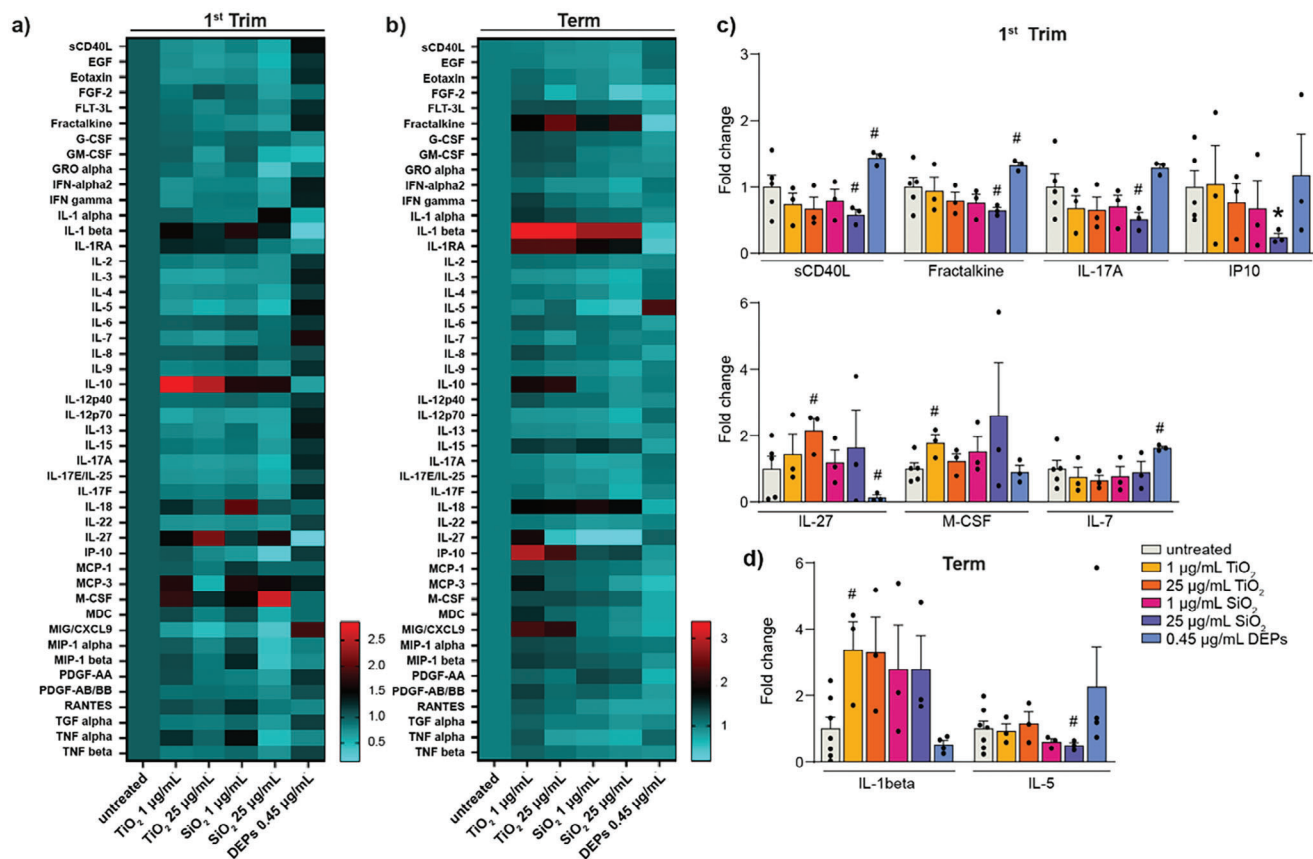 a)
1st Trim
sCD40L
EGF
Eotaxin
FGF-2
FLT-3L
Fractalkine
G-CSF
GM-CSF
GRO alpha
IFN-alpha2
IFN gamma
IL-1 alpha
IL-1 beta
IL-1RA
IL-2
IL-3
IL-4
IL-5
IL-6
IL-7
IL-8
IL-9
IL-10
IL-12p40
IL-12p70
IL-13
IL-15
IL-17A
IL-17E/IL-25
IL-17F
IL-18
IL-22
IL-27
IP-10
MCP-1
MCP-3
M-CSF
MDC
MIG/CXCL9
MIP-1 alpha
MIP-1 beta
PDGF-AA
PDGF-AB/BB
RANTES
TGF alpha
TNF alpha
TNF beta
untreated
TiO2 1 µg/mL
TiO2 25 µg/mL
SiO2 1 µg/mL
SiO2 25 µg/mL
DEPs 0.45 µg/mL
2.5
2.0
1.5
1.0
0.5
b)
Term
sCD40L
EGF
Eotaxin
FGF-2
FLT-3L
Fractalkine
G-CSF
GM-CSF
GRO alpha
IFN-alpha2
IFN gamma
IL-1 alpha
IL-1 beta
IL-1RA
IL-2
IL-3
IL-4
IL-5
IL-6
IL-7
IL-8
IL-9
IL-10
IL-12p40
IL-12p70
IL-13
IL-15
IL-17A
IL-17E/IL-25
IL-17F
IL-18
IL-22
IL-27
IP-10
MCP-1
MCP-3
M-CSF
MDC
MIG/CXCL9
MIP-1 alpha
MIP-1 beta
PDGF-AA
PDGF-AB/BB
RANTES
TGF alpha
TNF alpha
TNF beta
untreated
TiO2 1 µg/mL
TiO2 25 µg/mL
SiO2 1 µg/mL
SiO2 25 µg/mL
DEPs 0.45 µg/mL
3
2
1
c)
1st Trim
Fold change
3
2
1
0
# # # # # *
sCD40L Fractalkine IL-17A IP10
Fold change
6
4
2
0
# # # #
IL-27 M-CSF IL-7
d)
Term
Fold change
6
4
2
0
# #
IL-1beta IL-5
untreated
1 µg/mL TiO2
25 µg/mL TiO2
1 µg/mL SiO2
25 µg/mL SiO2
0.45 µg/mL DEPs